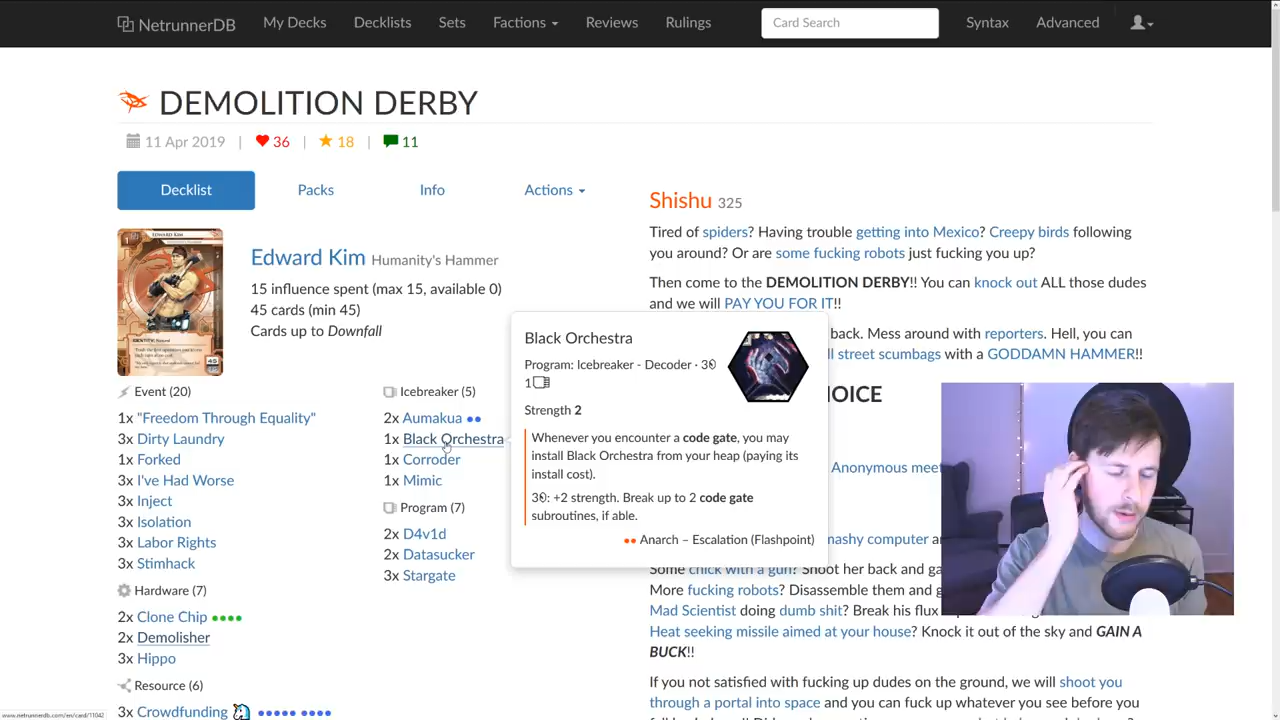 NetrunnerDB My Decks Decklists Sets Factions Reviews Rulings Card Search Syntax Advanced
DEMOLITION DERBY
11 Apr 2019 | 36 | 18 | 11
Decklist Packs Info Actions
Edward Kim Humanity's Hammer
15 influence spent (max 15, available 0)
45 cards (min 45)
Cards up to Downfall
EDWARD KIM
45
Event (20)
1x "Freedom Through Equality"
3x Dirty Laundry
1x Forked
3x I've Had Worse
3x Inject
3x Isolation
3x Labor Rights
3x Stimhack
Hardware (7)
2x Clone Chip
2x Demolisher
3x Hippo
Resource (6)
3x Crowdfunding
Icebreaker (5)
2x Aumakua
1x Black Orchestra
1x Corroder
1x Mimic
Program (7)
2x D4v1d
2x Datasucker
3x Stargate
Black Orchestra
Program: Icebreaker - Decoder · 3
1
Strength 2
Whenever you encounter a code gate, you may
install Black Orchestra from your heap (paying its
install cost).
3: +2 strength. Break up to 2 code gate
subroutines, if able.
Anarch – Escalation (Flashpoint)
Shishu 325
Tired of spiders? Having trouble getting into Mexico? Creepy birds following
you around? Or are some fucking robots just fucking you up?
Then come to the DEMOLITION DERBY!! You can knock out ALL those dudes
and we will PAY YOU FOR IT!!
back. Mess around with reporters. Hell, you can
ll street scumbags with a GODDAMN HAMMER!!
OICE
Anonymous meet
mashy computer
Some chick with a gun? Shoot her back and ga
More fucking robots? Disassemble them and g
Mad Scientist doing dumb shit? Break his flux
Heat seeking missile aimed at your house? Knock it out of the sky and GAIN A
BUCK!!
If you not satisfied with fucking up dudes on the ground, we will shoot you
through a portal into space and you can fuck up whatever you see before you
www.netrunnerdb.com/en/card/11042